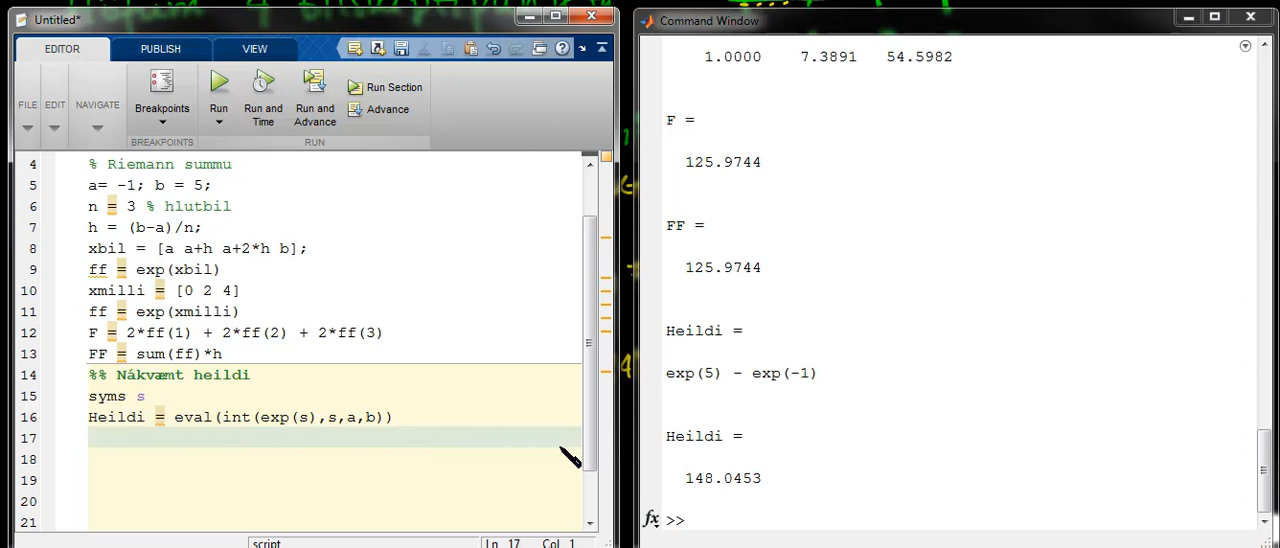 Untitled*
EDITOR PUBLISH VIEW
FILE EDIT NAVIGATE Breakpoints Run Run and Time Run and Advance Run Section Advance
BREAKPOINTS RUN
4 % Riemann summu
5 a= -1; b = 5;
6 n = 3 % hlutbil
7 h = (b-a)/n;
8 xbil = [a a+h a+2*h b];
9 ff = exp(xbil)
10 xmilli = [0 2 4]
11 ff = exp(xmilli)
12 F = 2*ff(1) + 2*ff(2) + 2*ff(3)
13 FF = sum(ff)*h
14 %% Nákvæmt heildi
15 syms s
16 Heildi = eval(int(exp(s),s,a,b))
17
18
19
20
21
script Ln 17 Col 1
Command Window
1.0000 7.3891 54.5982
F =
125.9744
FF =
125.9744
Heildi =
exp(5) - exp(-1)
Heildi =
148.0453
fx >>